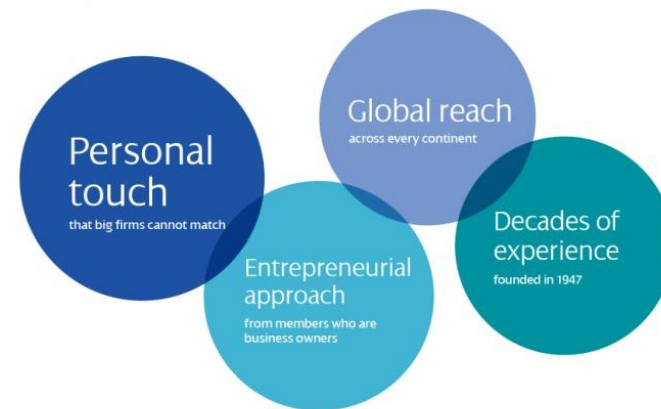 Personal
touch
that big firms cannot match
Entrepreneurial
approach
from members who are
business owners
Global reach
across every continent
Decades of
experience
founded in 1947